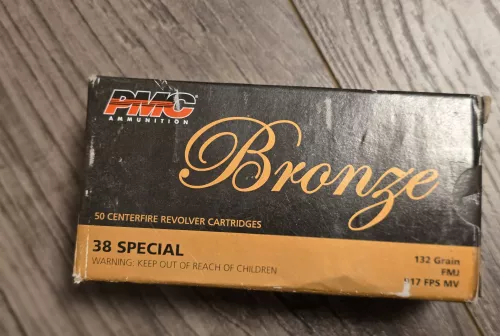 PMC
AMMUNITION
Bronze
50 CENTERFIRE REVOLVER CARTRIDGES
38 SPECIAL
WARNING: KEEP OUT OF REACH OF CHILDREN
132 Grain
FMJ
FPS MV